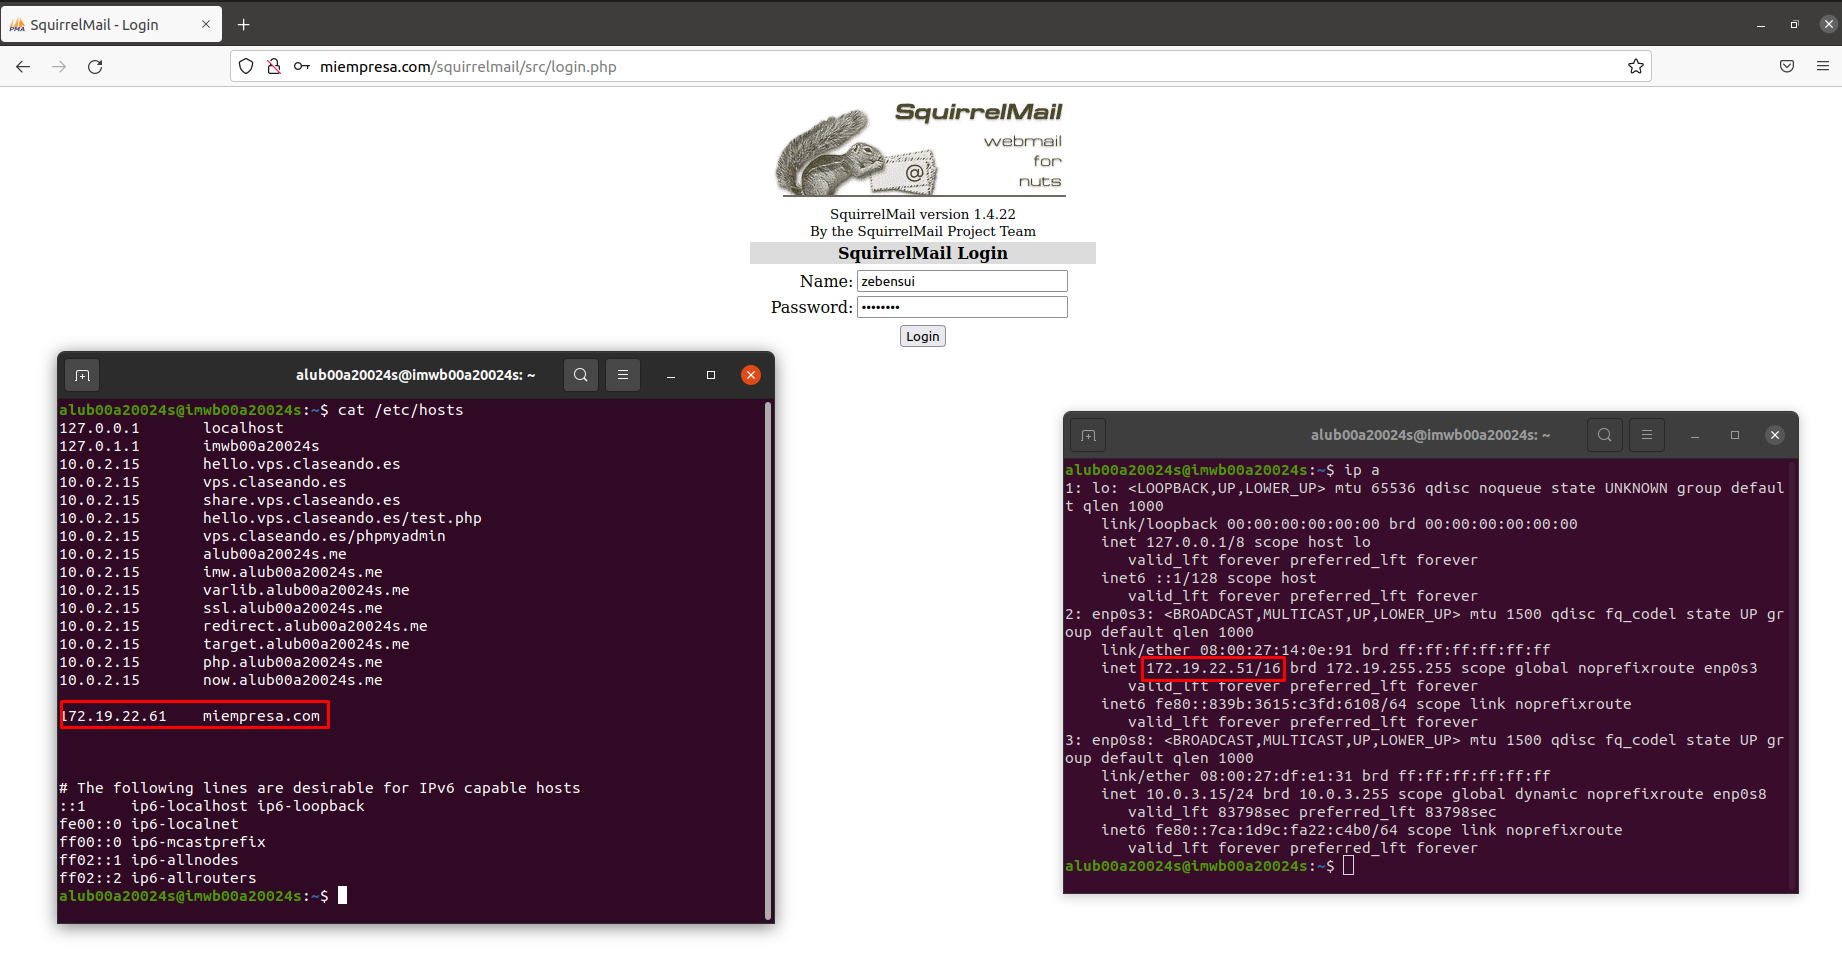 SquirrelMail - Login
miempresa.com/squirrelmail/src/login.php
SquirrelMail
webmail
for
nuts
SquirrelMail version 1.4.22
By the SquirrelMail Project Team
SquirrelMail Login
Name: zebensui
Password: ••••••••
Login
alub00a20024s@imwb00a20024s: ~
alub00a20024s@imwb00a20024s:~$ cat /etc/hosts
127.0.0.1 localhost
127.0.1.1 imwb00a20024s
10.0.2.15 hello.vps.claseando.es
10.0.2.15 vps.claseando.es
10.0.2.15 share.vps.claseando.es
10.0.2.15 hello.vps.claseando.es/test.php
10.0.2.15 vps.claseando.es/phpmyadmin
10.0.2.15 alub00a20024s.me
10.0.2.15 imw.alub00a20024s.me
10.0.2.15 varlib.alub00a20024s.me
10.0.2.15 ssl.alub00a20024s.me
10.0.2.15 redirect.alub00a20024s.me
10.0.2.15 target.alub00a20024s.me
10.0.2.15 php.alub00a20024s.me
10.0.2.15 now.alub00a20024s.me
172.19.22.61 miempresa.com
# The following lines are desirable for IPv6 capable hosts
::1 ip6-localhost ip6-loopback
fe00::0 ip6-localnet
ff00::0 ip6-mcastprefix
ff02::1 ip6-allnodes
ff02::2 ip6-allrouters
alub00a20024s@imwb00a20024s:~$
alub00a20024s@imwb00a20024s: ~
alub00a20024s@imwb00a20024s:~$ ip a
1: lo: <LOOPBACK,UP,LOWER_UP> mtu 65536 qdisc noqueue state UNKNOWN group defaul
t qlen 1000
link/loopback 00:00:00:00:00:00 brd 00:00:00:00:00:00
inet 127.0.0.1/8 scope host lo
valid_lft forever preferred_lft forever
inet6 ::1/128 scope host
valid_lft forever preferred_lft forever
2: enp0s3: <BROADCAST,MULTICAST,UP,LOWER_UP> mtu 1500 qdisc fq_codel state UP gr
oup default qlen 1000
link/ether 08:00:27:14:0e:91 brd ff:ff:ff:ff:ff:ff
inet 172.19.22.51/16 brd 172.19.255.255 scope global noprefixroute enp0s3
valid_lft forever preferred_lft forever
inet6 fe80::839b:3615:c3fd:6108/64 scope link noprefixroute
valid_lft forever preferred_lft forever
3: enp0s8: <BROADCAST,MULTICAST,UP,LOWER_UP> mtu 1500 qdisc fq_codel state UP gr
oup default qlen 1000
link/ether 08:00:27:df:e1:31 brd ff:ff:ff:ff:ff:ff
inet 10.0.3.15/24 brd 10.0.3.255 scope global dynamic noprefixroute enp0s8
valid_lft 83798sec preferred_lft 83798sec
inet6 fe80::7ca:1d9c:fa22:c4b0/64 scope link noprefixroute
valid_lft forever preferred_lft forever
alub00a20024s@imwb00a20024s:~$